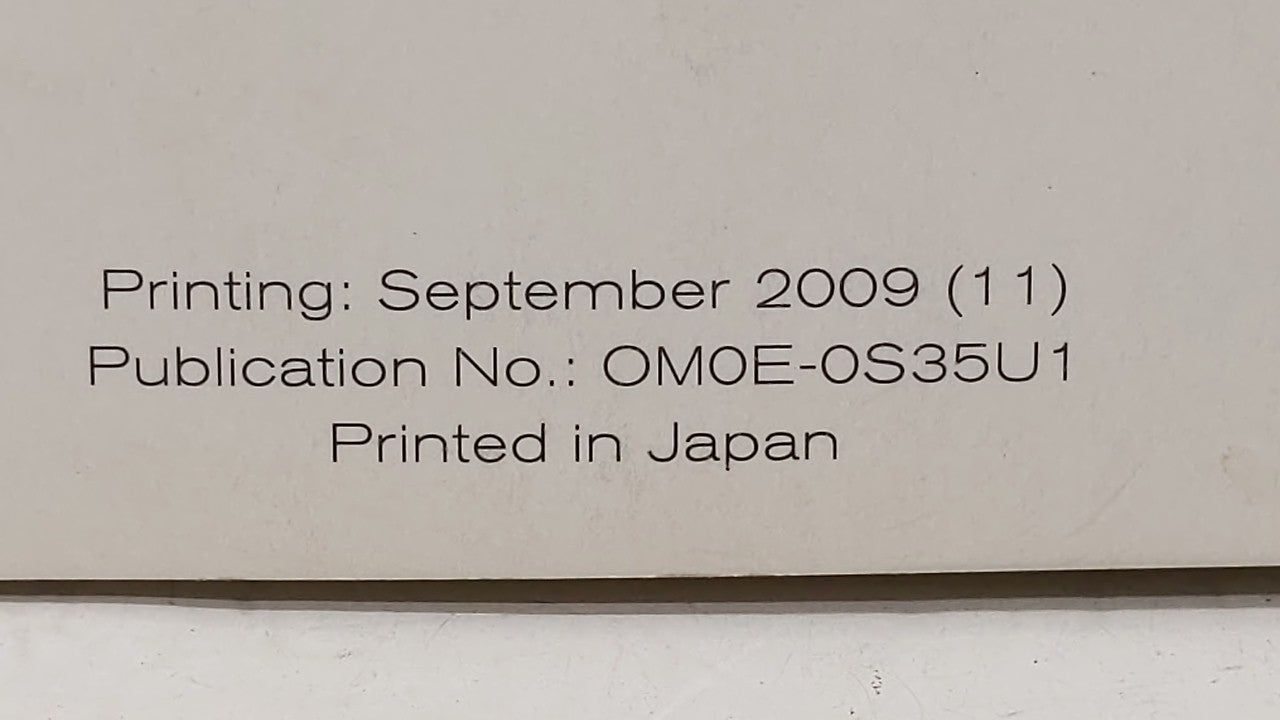 Printing: September 2009 (11)
Publication No.: OM0E-0S35U1
Printed in Japan